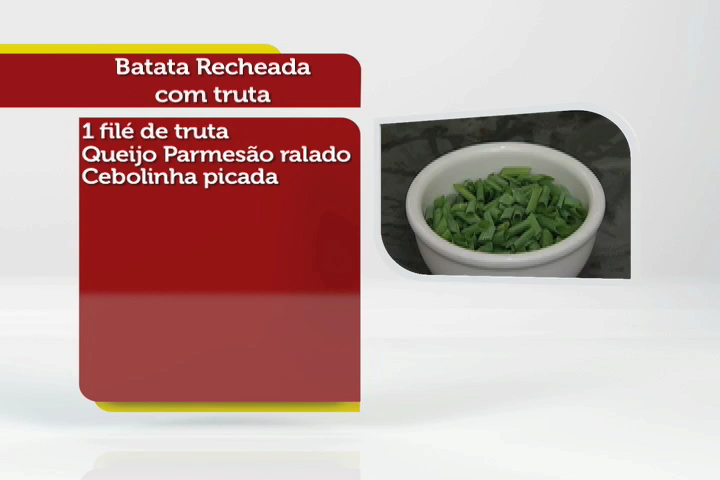 Batata Recheada
com truta
1 filé de truta
Queijo Parmesão ralado
Cebolinha picada